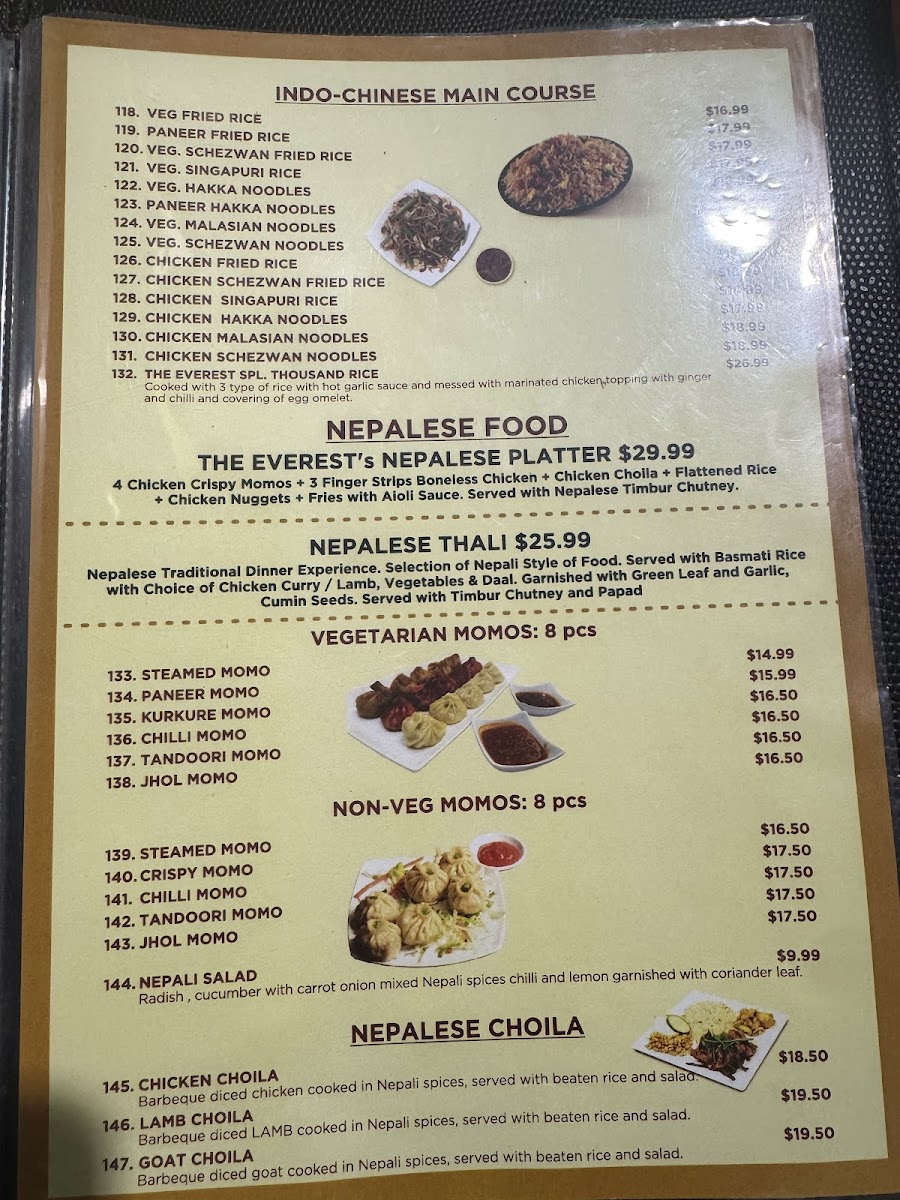 INDO-CHINESE MAIN COURSE
118. VEG FRIED RICE $16.99
119. PANEER FRIED RICE $17.99
120. VEG. SCHEZWAN FRIED RICE $17.99
121. VEG. SINGAPURI RICE
122. VEG. HAKKA NOODLES
123. PANEER HAKKA NOODLES
124. VEG. MALASIAN NOODLES
125. VEG. SCHEZWAN NOODLES
126. CHICKEN FRIED RICE
127. CHICKEN SCHEZWAN FRIED RICE
128. CHICKEN SINGAPURI RICE
129. CHICKEN HAKKA NOODLES $17.99
130. CHICKEN MALASIAN NOODLES $18.99
131. CHICKEN SCHEZWAN NOODLES $18.99
132. THE EVEREST SPL. THOUSAND RICE $26.99
Cooked with 3 type of rice with hot garlic sauce and messed with marinated chicken, topping with ginger
and chilli and covering of egg omelet.
NEPALESE FOOD
THE EVEREST's NEPALESE PLATTER $29.99
4 Chicken Crispy Momos + 3 Finger Strips Boneless Chicken + Chicken Choila + Flattened Rice
+ Chicken Nuggets + Fries with Aioli Sauce. Served with Nepalese Timbur Chutney.
NEPALESE THALI $25.99
Nepalese Traditional Dinner Experience. Selection of Nepali Style of Food. Served with Basmati Rice
with Choice of Chicken Curry / Lamb, Vegetables & Daal. Garnished with Green Leaf and Garlic,
Cumin Seeds. Served with Timbur Chutney and Papad
VEGETARIAN MOMOS: 8 pcs
133. STEAMED MOMO $14.99
134. PANEER MOMO $15.99
135. KURKURE MOMO $16.50
136. CHILLI MOMO $16.50
137. TANDOORI MOMO $16.50
138. JHOL MOMO $16.50
NON-VEG MOMOS: 8 pcs
139. STEAMED MOMO $16.50
140. CRISPY MOMO $17.50
141. CHILLI MOMO $17.50
142. TANDOORI MOMO $17.50
143. JHOL MOMO $17.50
144. NEPALI SALAD $9.99
Radish , cucumber with carrot onion mixed Nepali spices chilli and lemon garnished with coriander leaf.
NEPALESE CHOILA
145. CHICKEN CHOILA $18.50
Barbeque diced chicken cooked in Nepali spices, served with beaten rice and salad.
146. LAMB CHOILA $19.50
Barbeque diced LAMB cooked in Nepali spices, served with beaten rice and salad.
147. GOAT CHOILA $19.50
Barbeque diced goat cooked in Nepali spices, served with beaten rice and salad.